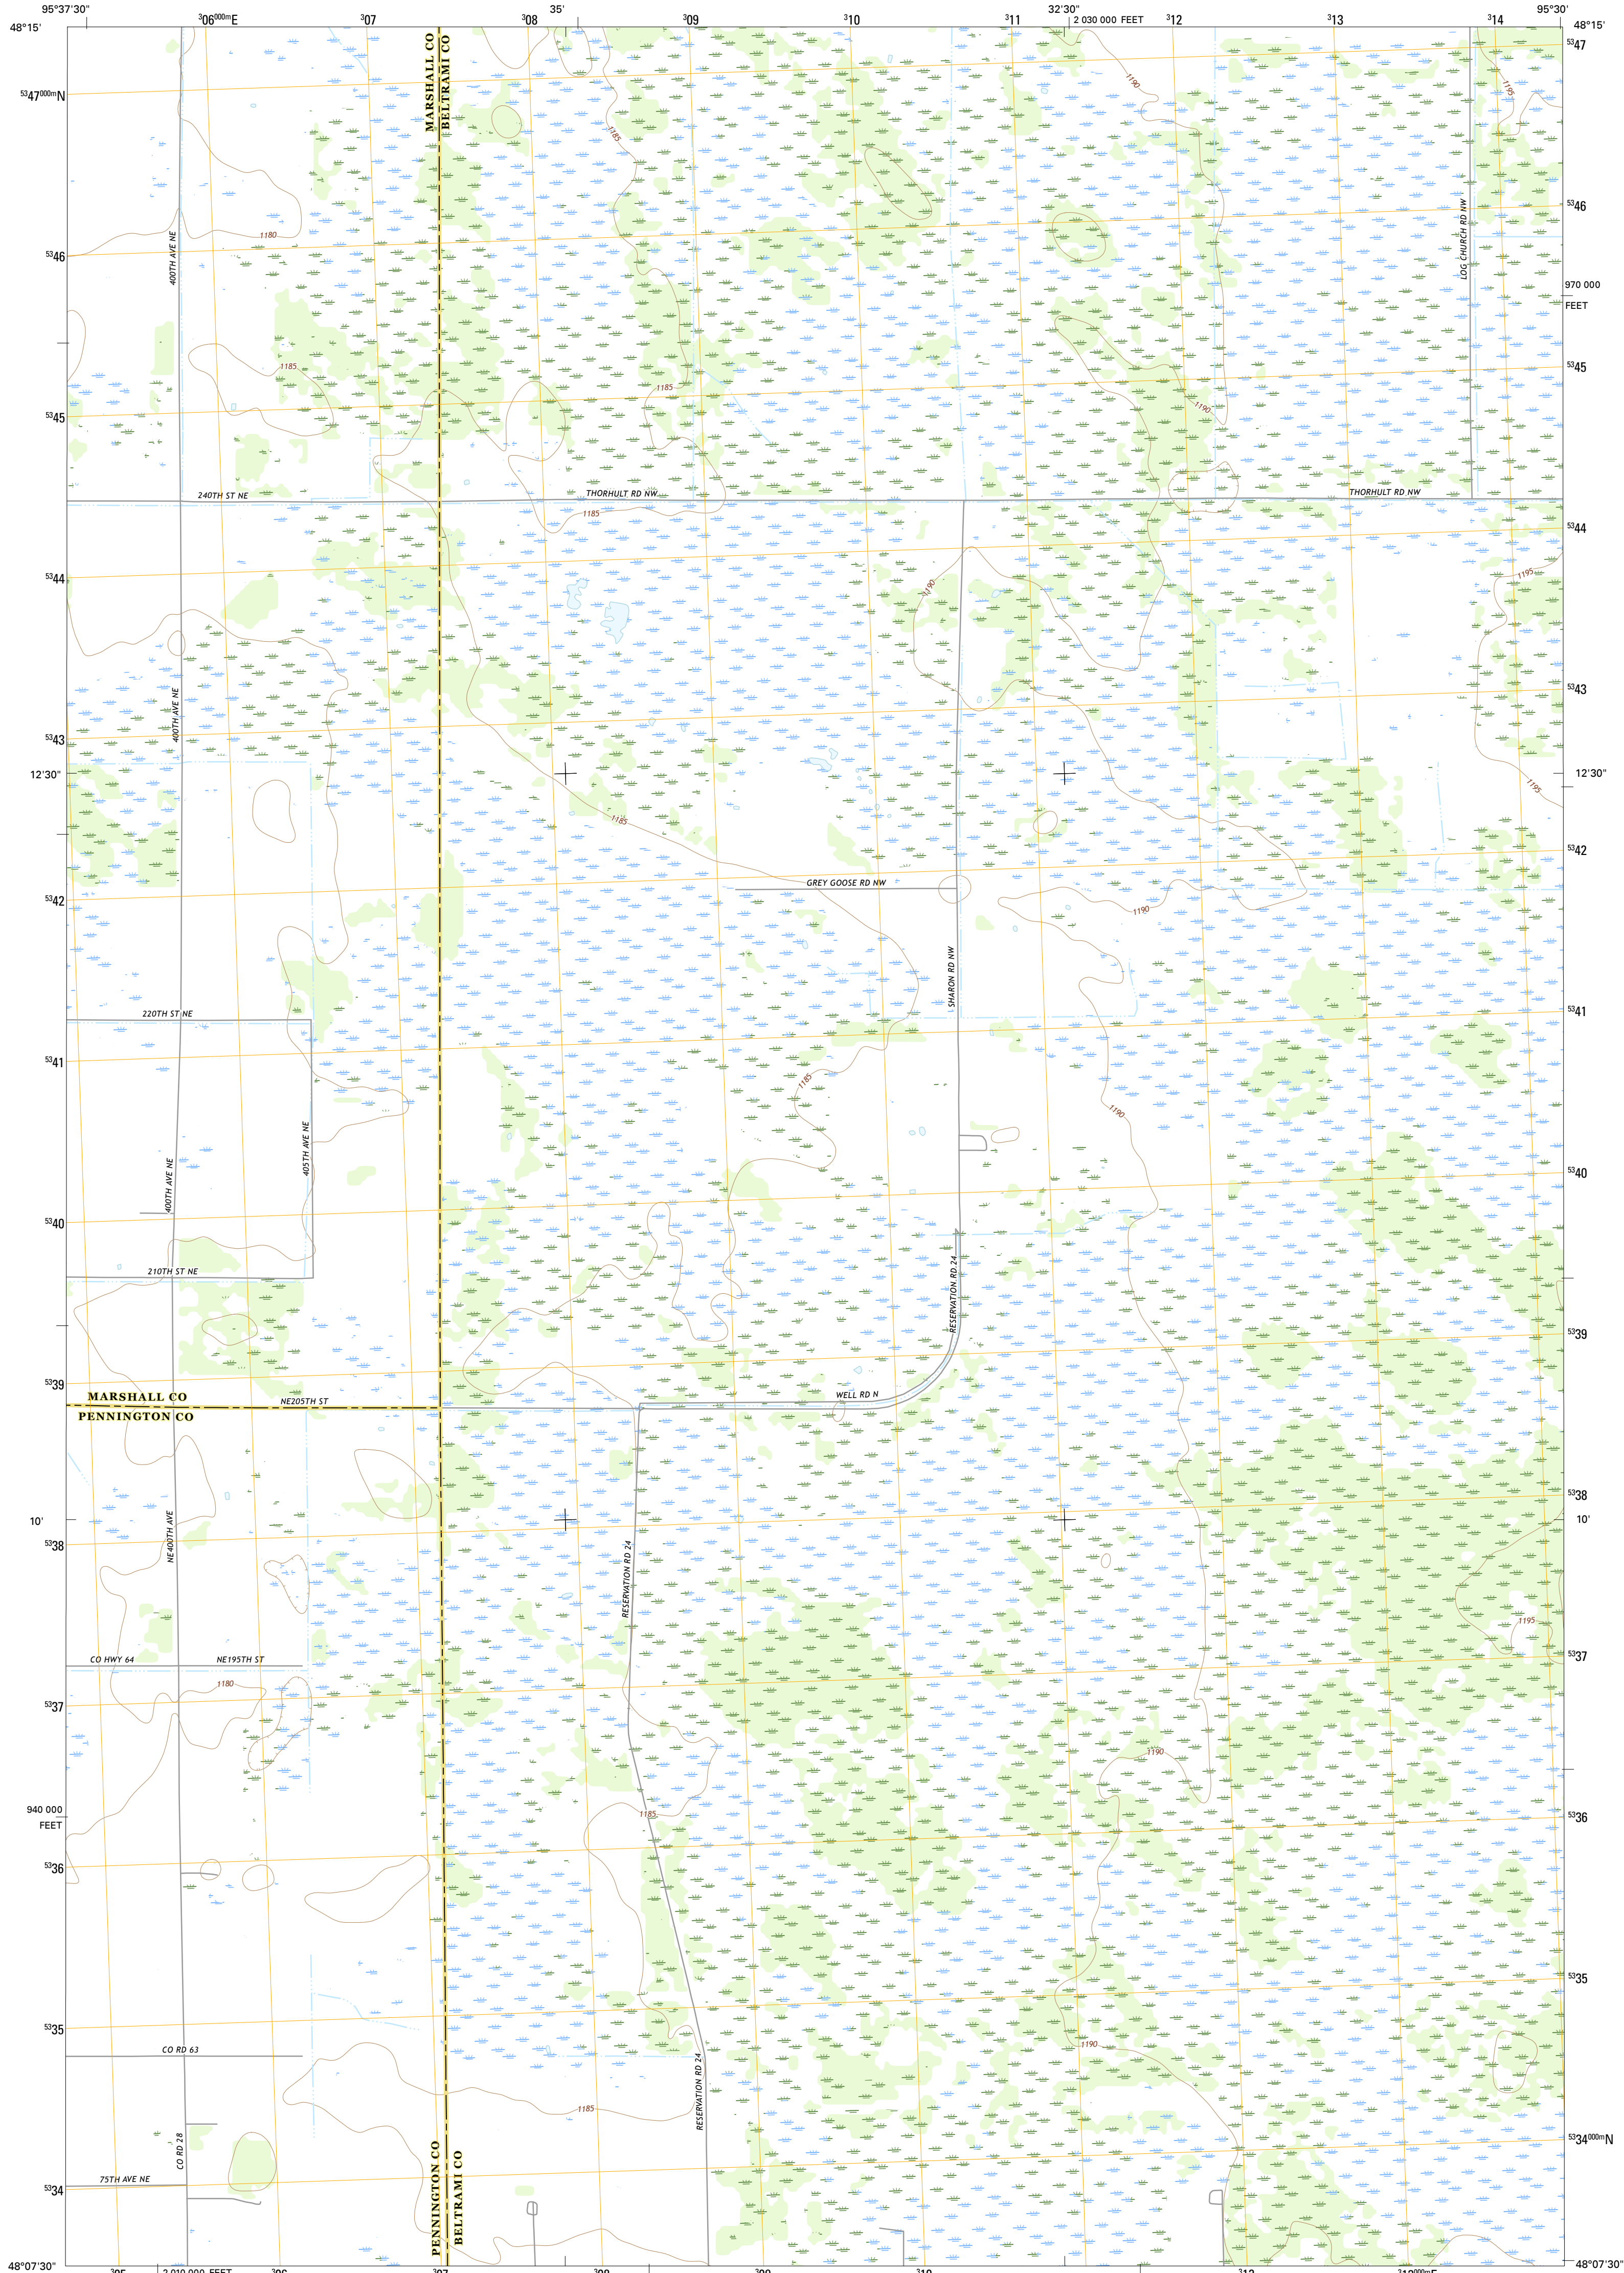 95°37'30"
³06⁰⁰⁰ᵐE
³07
³08
35'
³09
³10
³11
32'30"
2 030 000 FEET
³12
³13
³14
95°30'
48°15'
48°15'
MARSHALL CO
BELTRAMI CO
⁵³47
1190
1195
⁵³47⁰⁰⁰ᵐN
1185
⁵³46
LOG CHURCH RD NW
1180
400TH AVE NE
⁵³46
970 000
FEET
1185
1185
⁵³45
1190
⁵³45
240TH ST NE
THORHULT RD NW
THORHULT RD NW
1185
⁵³44
⁵³44
1190
1195
400TH AVE NE
⁵³43
⁵³43
12'30"
12'30"
1195
1185
⁵³42
GREY GOOSE RD NW
⁵³42
1190
SHARON RD NW
220TH ST NE
⁵³41
⁵³41
1185
1190
405TH AVE NE
400TH AVE NE
⁵³40
⁵³40
210TH ST NE
RESERVATION RD 24
⁵³39
⁵³39
MARSHALL CO
PENNINGTON CO
NE205TH ST
WELL RD N
⁵³38
10'
10'
NE400TH AVE
⁵³38
RESERVATION RD 24
1195
CO HWY 64
NE195TH ST
⁵³37
1180
⁵³37
1190
940 000
FEET
1185
⁵³36
⁵³36
⁵³35
⁵³35
CO RD 63
1190
RESERVATION RD 24
1185
CO RD 28
⁵³34⁰⁰⁰ᵐN
75TH AVE NE
⁵³34
PENNINGTON CO
BELTRAMI CO
48°07'30"
48°07'30"
2 010 000 FEET